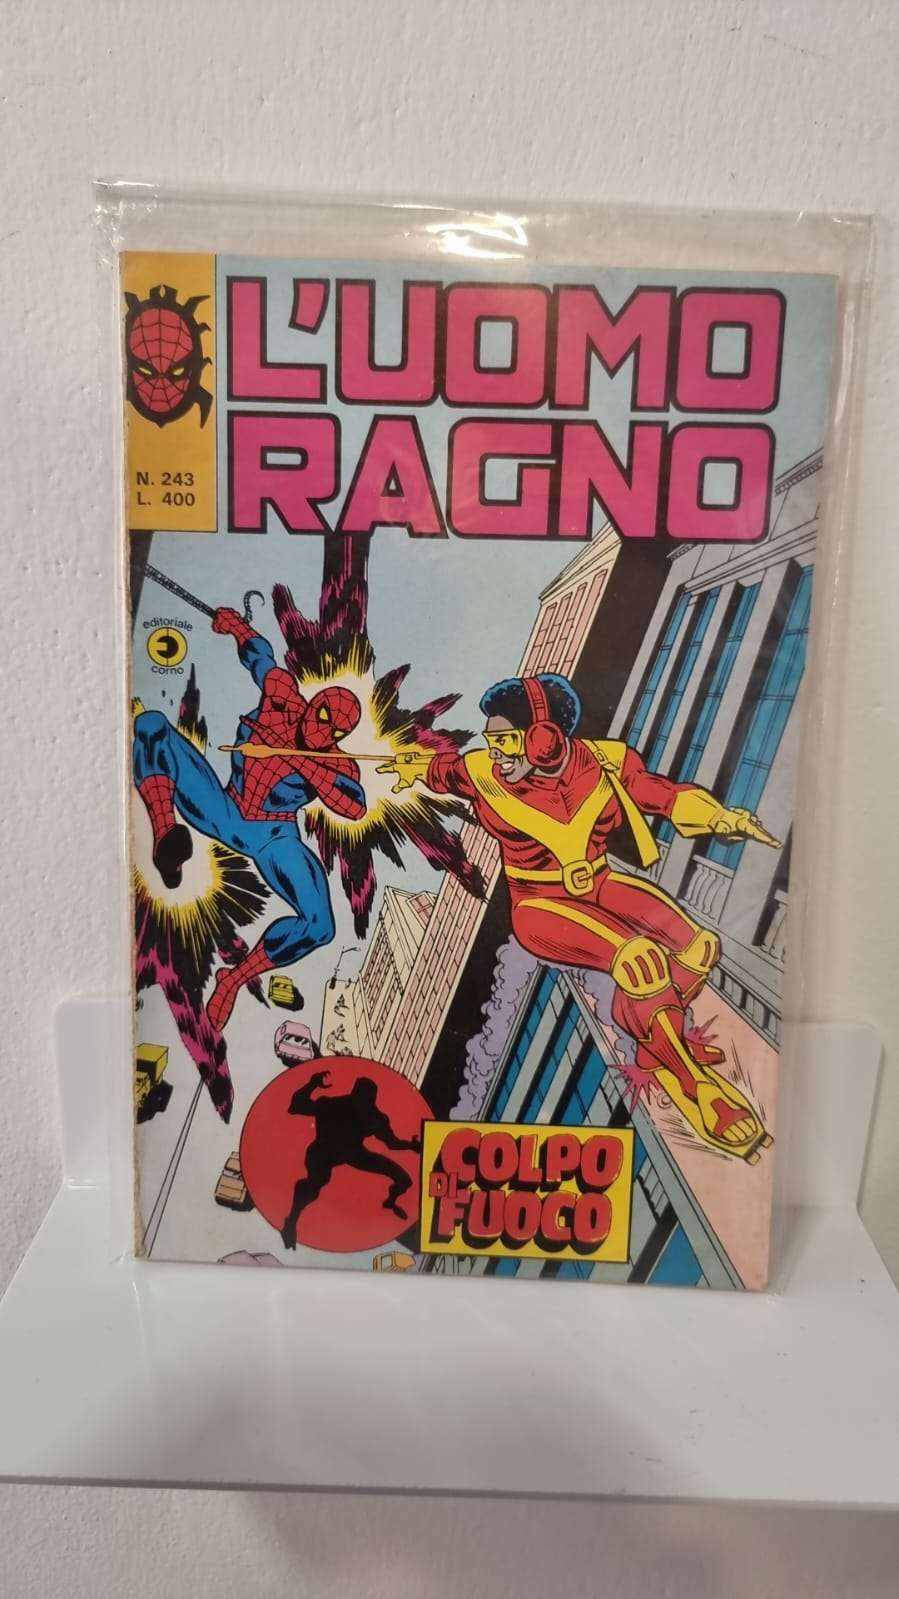 L'UOMO
RAGNO
N. 243
L. 400
editoriale
corno
COLPO
DI
FUOCO